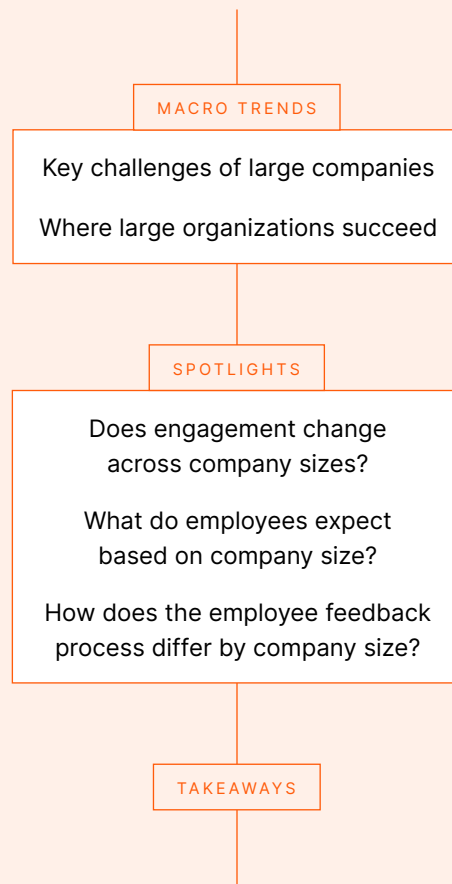 MACRO TRENDS
Key challenges of large companies
Where large organizations succeed
SPOTLIGHTS
Does engagement change
across company sizes?
What do employees expect
based on company size?
How does the employee feedback
process differ by company size?
TAKEAWAYS